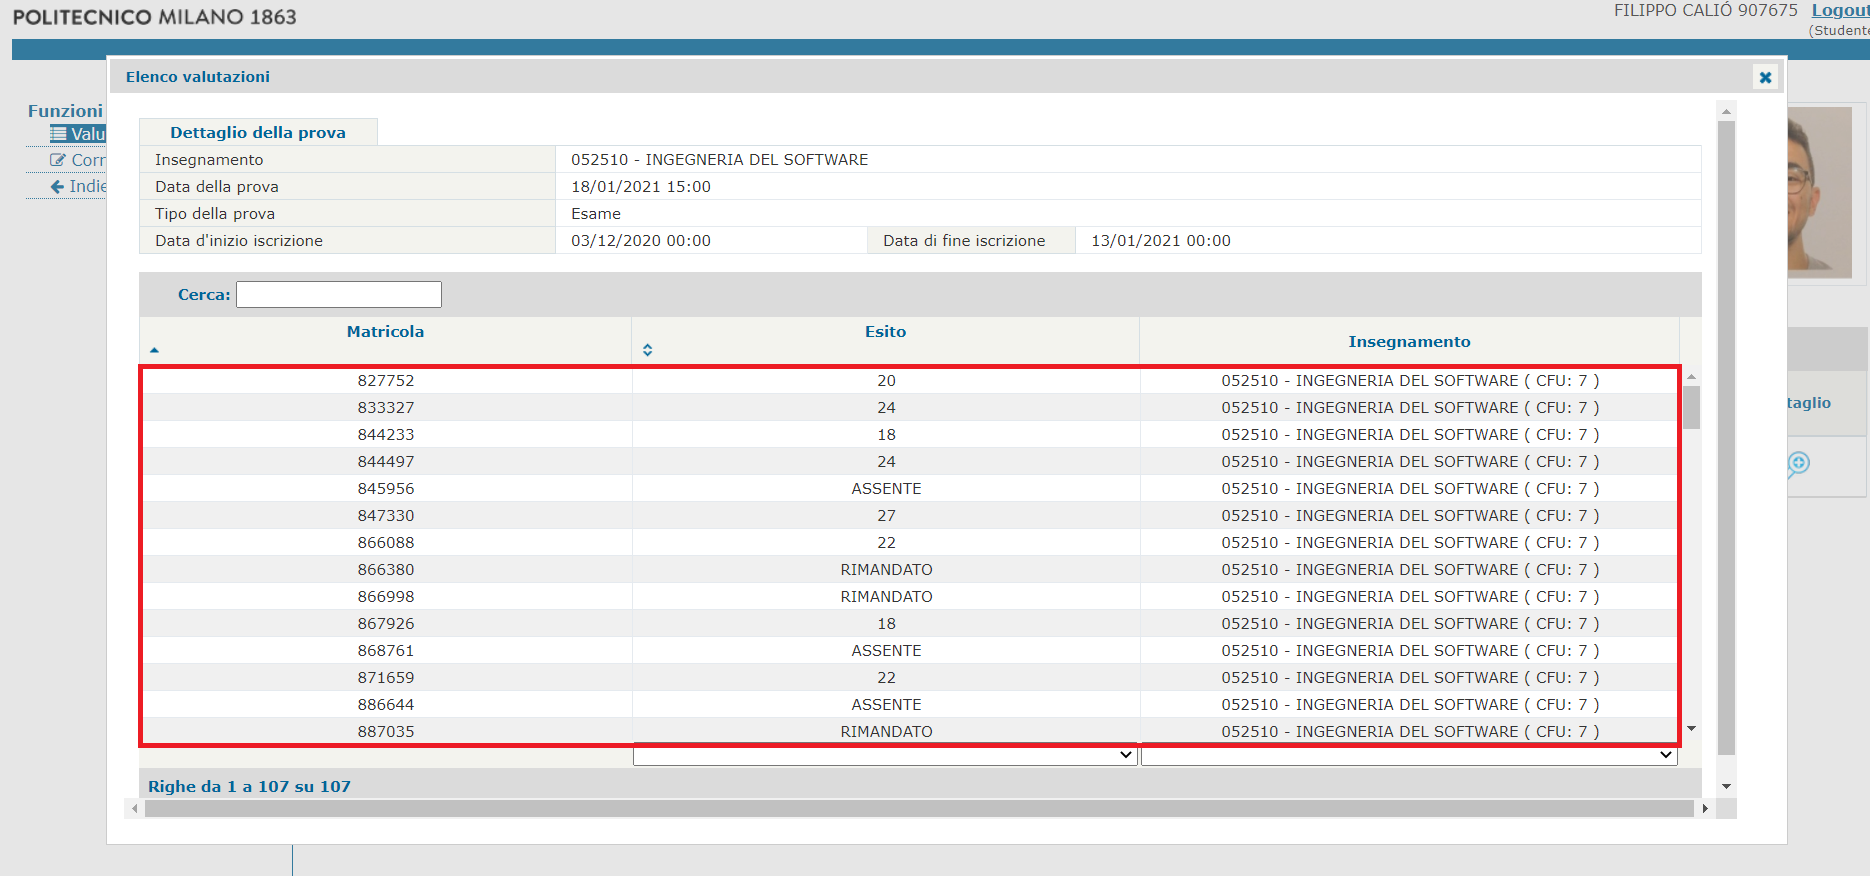 POLITECNICO MILANO 1863
FILIPPO CALIÓ 907675 Logout
(Studente
Elenco valutazioni
Funzioni
Valu
Corr
Indie
Dettaglio della prova
Insegnamento 052510 - INGEGNERIA DEL SOFTWARE
Data della prova 18/01/2021 15:00
Tipo della prova Esame
Data d'inizio iscrizione 03/12/2020 00:00 Data di fine iscrizione 13/01/2021 00:00
Cerca:
Matricola Esito Insegnamento
827752 20 052510 - INGEGNERIA DEL SOFTWARE ( CFU: 7 )
833327 24 052510 - INGEGNERIA DEL SOFTWARE ( CFU: 7 )
taglio
844233 18 052510 - INGEGNERIA DEL SOFTWARE ( CFU: 7 )
844497 24 052510 - INGEGNERIA DEL SOFTWARE ( CFU: 7 )
845956 ASSENTE 052510 - INGEGNERIA DEL SOFTWARE ( CFU: 7 )
847330 27 052510 - INGEGNERIA DEL SOFTWARE ( CFU: 7 )
866088 22 052510 - INGEGNERIA DEL SOFTWARE ( CFU: 7 )
866380 RIMANDATO 052510 - INGEGNERIA DEL SOFTWARE ( CFU: 7 )
866998 RIMANDATO 052510 - INGEGNERIA DEL SOFTWARE ( CFU: 7 )
867926 18 052510 - INGEGNERIA DEL SOFTWARE ( CFU: 7 )
868761 ASSENTE 052510 - INGEGNERIA DEL SOFTWARE ( CFU: 7 )
871659 22 052510 - INGEGNERIA DEL SOFTWARE ( CFU: 7 )
886644 ASSENTE 052510 - INGEGNERIA DEL SOFTWARE ( CFU: 7 )
887035 RIMANDATO 052510 - INGEGNERIA DEL SOFTWARE ( CFU: 7 )
Righe da 1 a 107 su 107